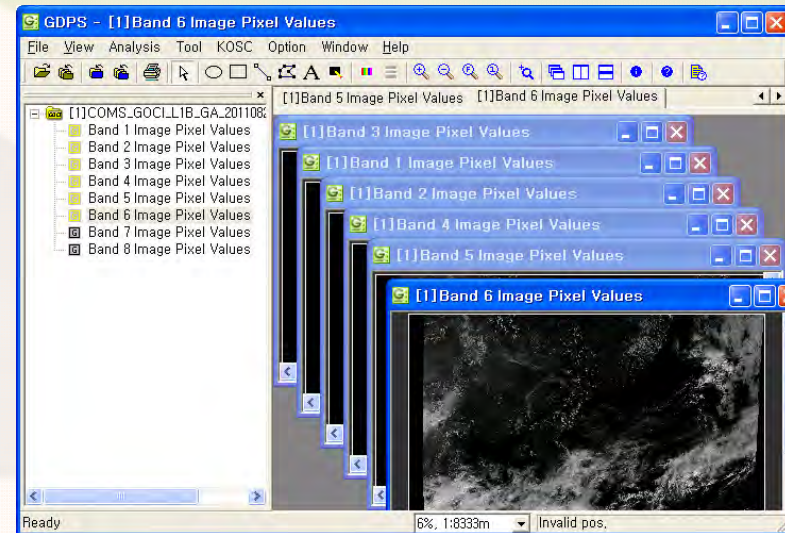 GDPS - [1]Band 6 Image Pixel Values
File View Analysis Tool KOSC Option Window Help
[1]COMS_GOCI_L1B_GA_201108
Band 1 Image Pixel Values
Band 2 Image Pixel Values
Band 3 Image Pixel Values
Band 4 Image Pixel Values
Band 5 Image Pixel Values
Band 6 Image Pixel Values
Band 7 Image Pixel Values
Band 8 Image Pixel Values
[1]Band 5 Image Pixel Values [1]Band 6 Image Pixel Values
[1]Band 3 Image Pixel Values
[1]Band 1 Image Pixel Values
[1]Band 2 Image Pixel Values
[1]Band 4 Image Pixel Values
[1]Band 5 Image Pixel Values
[1]Band 6 Image Pixel Values
Ready 6%, 1:8333m Invalid pos,